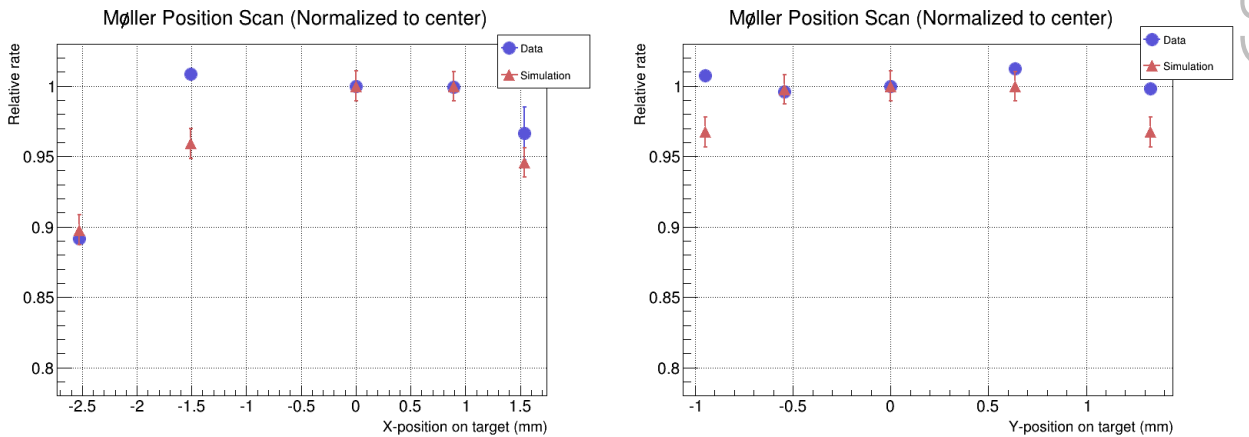 Møller Position Scan (Normalized to center)
Data
Simulation
Relative rate
1
0.95
0.9
0.85
0.8
-2.5
-2
-1.5
-1
-0.5
0
0.5
1
1.5
X-position on target (mm)
Møller Position Scan (Normalized to center)
Data
Simulation
Relative rate
1
0.95
0.9
0.85
0.8
-1
-0.5
0
0.5
1
Y-position on target (mm)